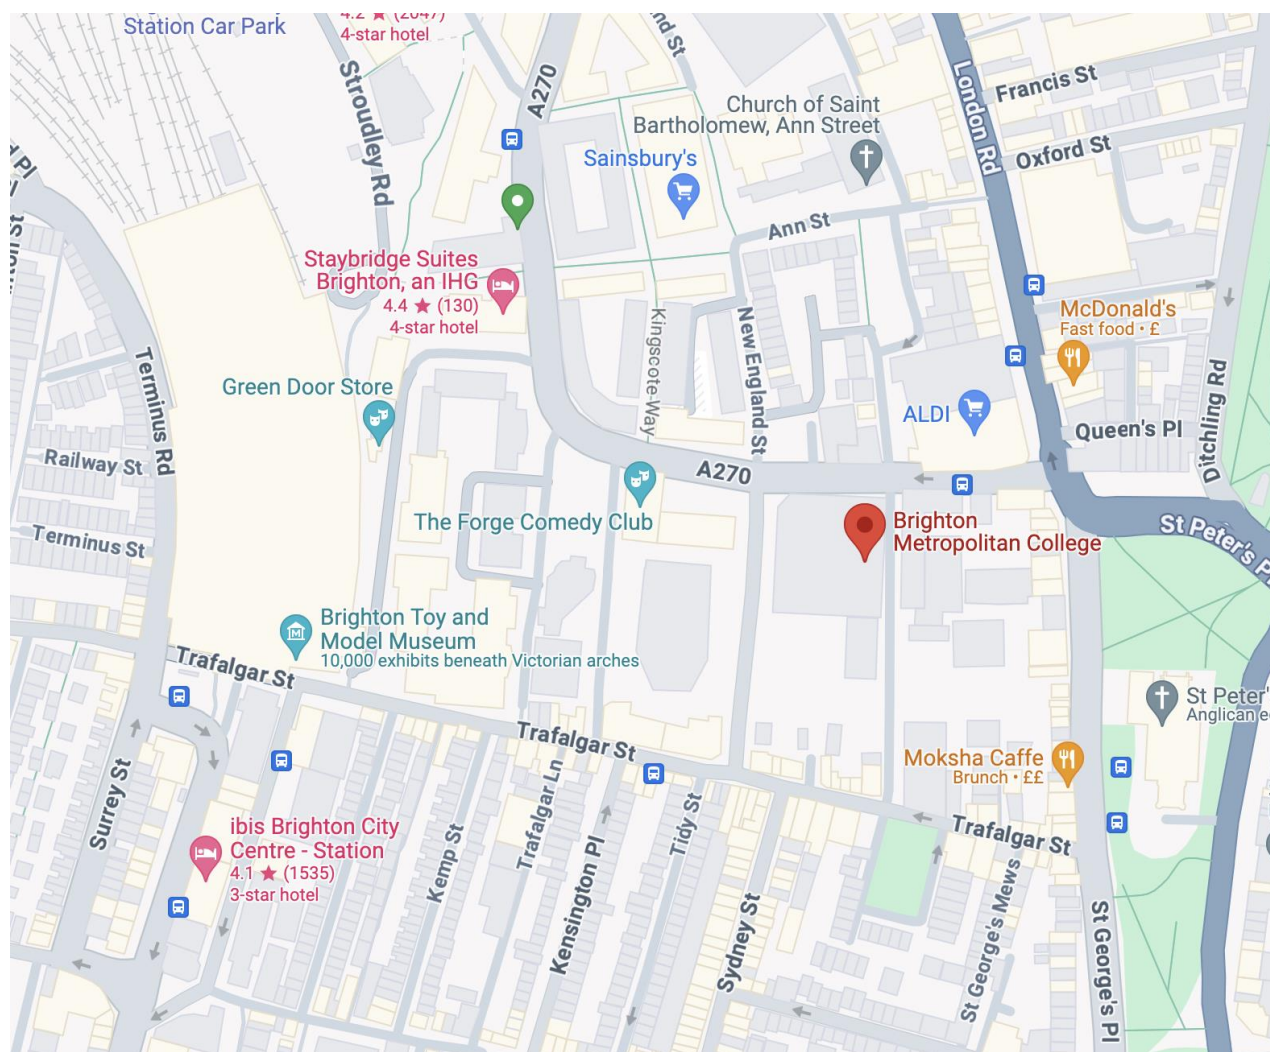 Station Car Park
4.2 ★ (2047)
4-star hotel
A270
Stroudley Rd
London Rd
Francis St
Oxford St
Church of Saint
Bartholomew, Ann Street
Sainsbury's
Ann St
Staybridge Suites
Brighton, an IHG
4.4 ★ (130)
4-star hotel
McDonald's
Fast food · £
Kingscote Way
New England St
Terminus Rd
Green Door Store
ALDI
Queen's Pl
Ditchling Rd
Railway St
A270
The Forge Comedy Club
Brighton
Metropolitan College
Terminus St
Brighton Toy and
Model Museum
10,000 exhibits beneath Victorian arches
Trafalgar St
St Peter's
St Peter'
Anglican
Trafalgar St
Moksha Caffe
Brunch · ££
Surrey St
Trafalgar Ln
Tidy St
Trafalgar St
ibis Brighton City
Centre - Station
4.1 ★ (1535)
3-star hotel
Kemp St
Kensington Pl
Sydney St
St George's Mews
St George's Pl